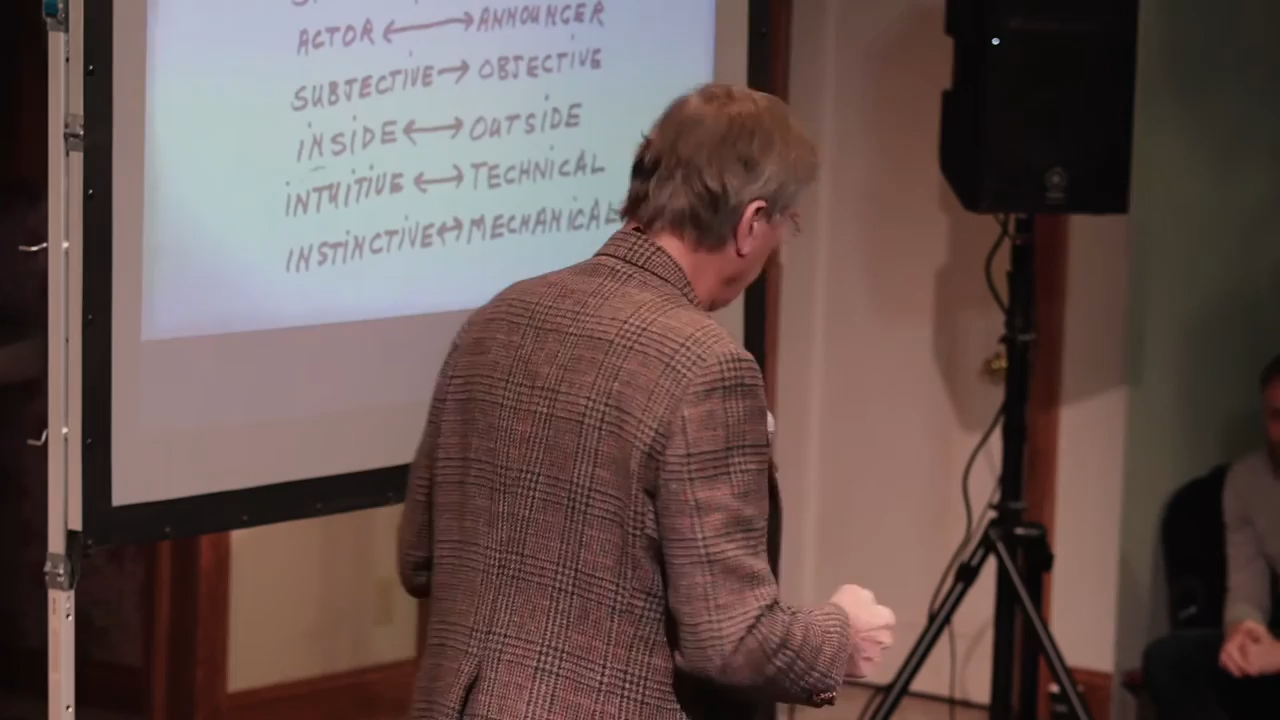 ACTOR ↔ ANNOUNCER
SUBJECTIVE → OBJECTIVE
INSIDE ↔ OUTSIDE
INTUITIVE ↔ TECHNICAL
INSTINCTIVE ↔ MECHANICAL